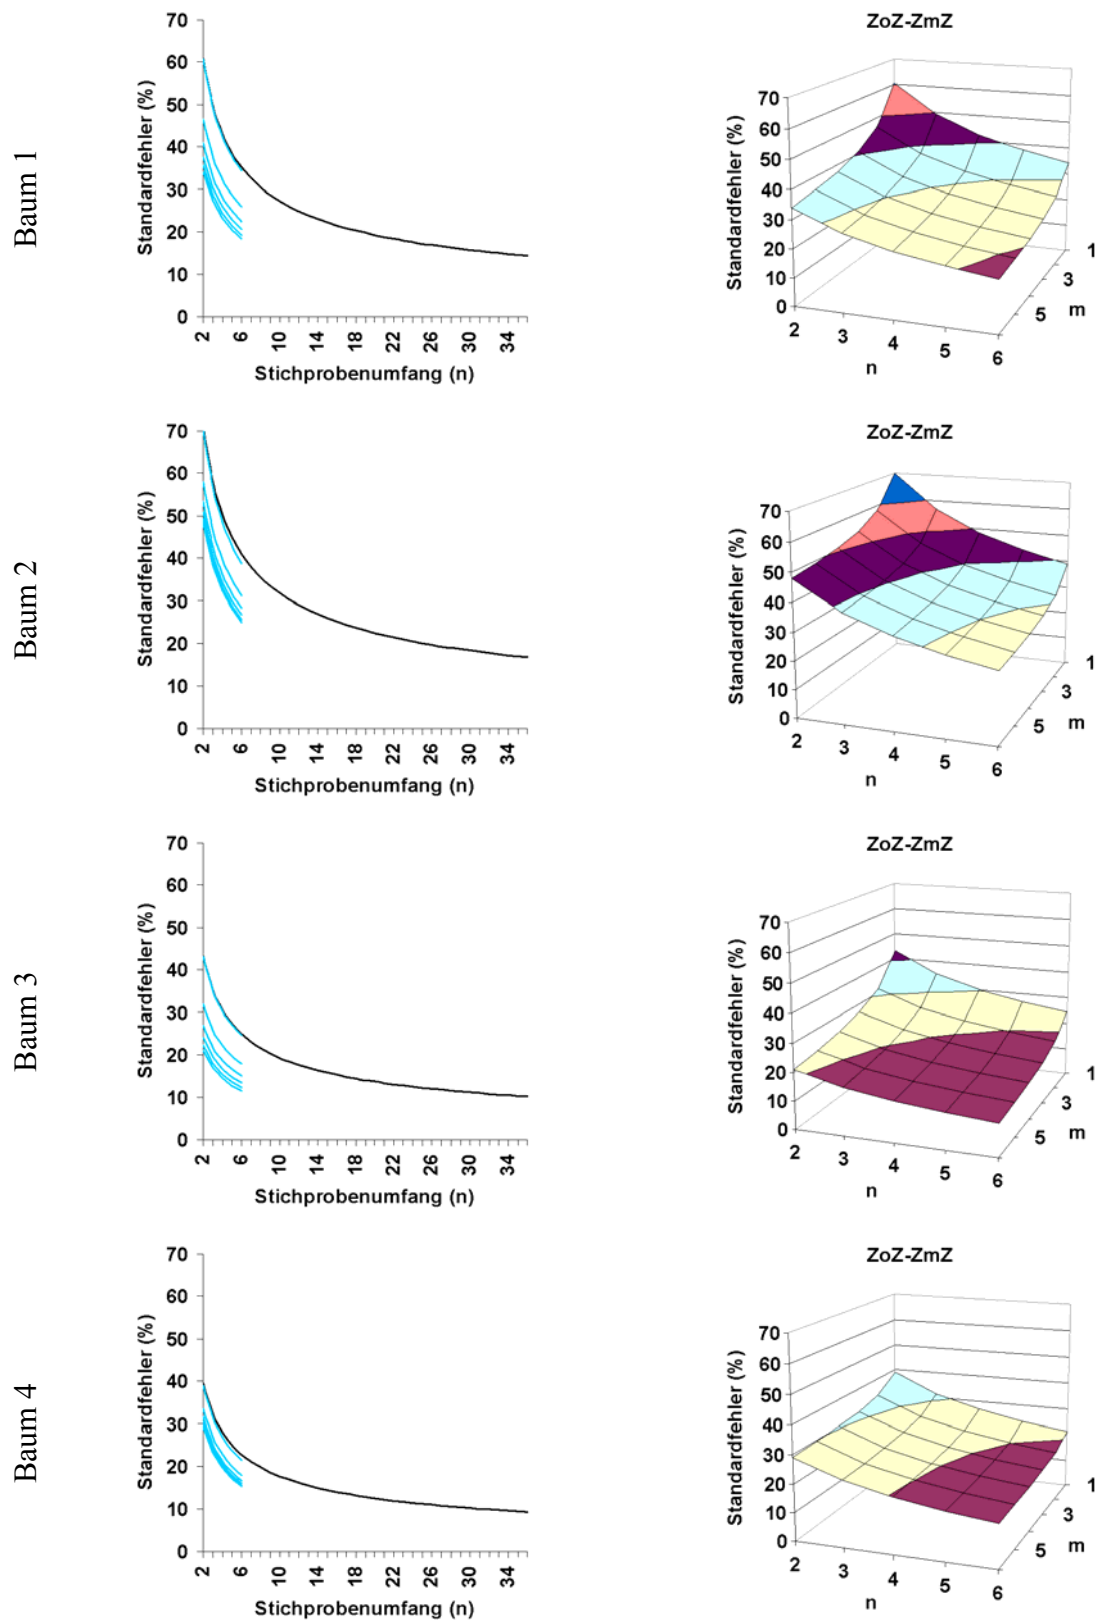 Baum 1
Standardfehler (%)
70
60
50
40
30
20
10
0
2 6 10 14 18 22 26 30 34
Stichprobenumfang (n)
ZoZ-ZmZ
Standardfehler (%)
70
60
50
40
30
20
10
0
2 3 4 5 6
n
1
3
5
m
Baum 2
Standardfehler (%)
70
60
50
40
30
20
10
0
2 6 10 14 18 22 26 30 34
Stichprobenumfang (n)
ZoZ-ZmZ
Standardfehler (%)
70
60
50
40
30
20
10
0
2 3 4 5 6
n
1
3
5
m
Baum 3
Standardfehler (%)
70
60
50
40
30
20
10
0
2 6 10 14 18 22 26 30 34
Stichprobenumfang (n)
ZoZ-ZmZ
Standardfehler (%)
70
60
50
40
30
20
10
0
2 3 4 5 6
n
1
3
5
m
Baum 4
Standardfehler (%)
70
60
50
40
30
20
10
0
2 6 10 14 18 22 26 30 34
Stichprobenumfang (n)
ZoZ-ZmZ
Standardfehler (%)
70
60
50
40
30
20
10
0
2 3 4 5 6
n
1
3
5
m